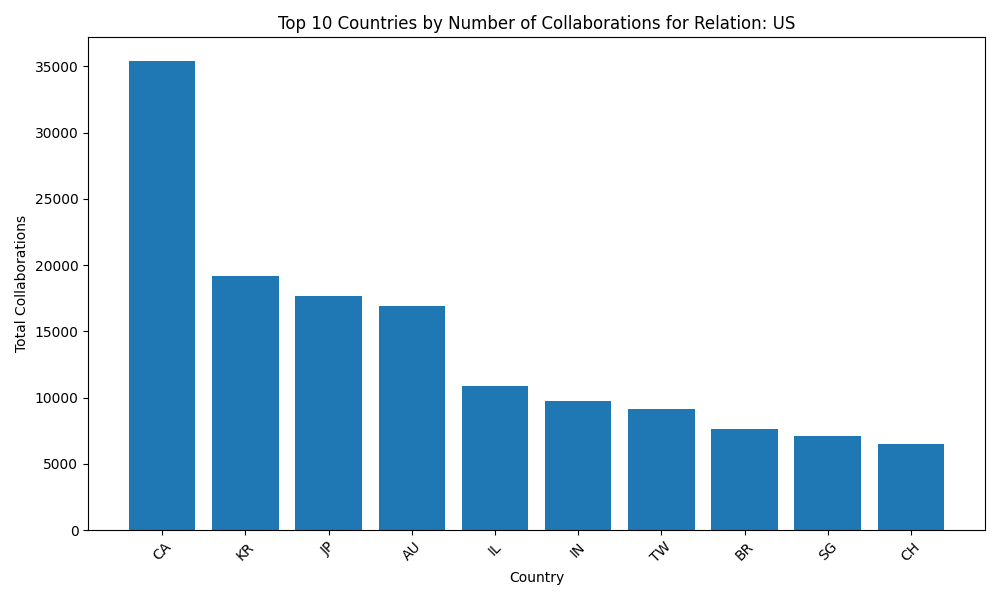 Top 10 Countries by Number of Collaborations for Relation: US
Total Collaborations
35000
30000
25000
20000
15000
10000
5000
0
CA KR JP AU IL IN TW BR SG CH
Country